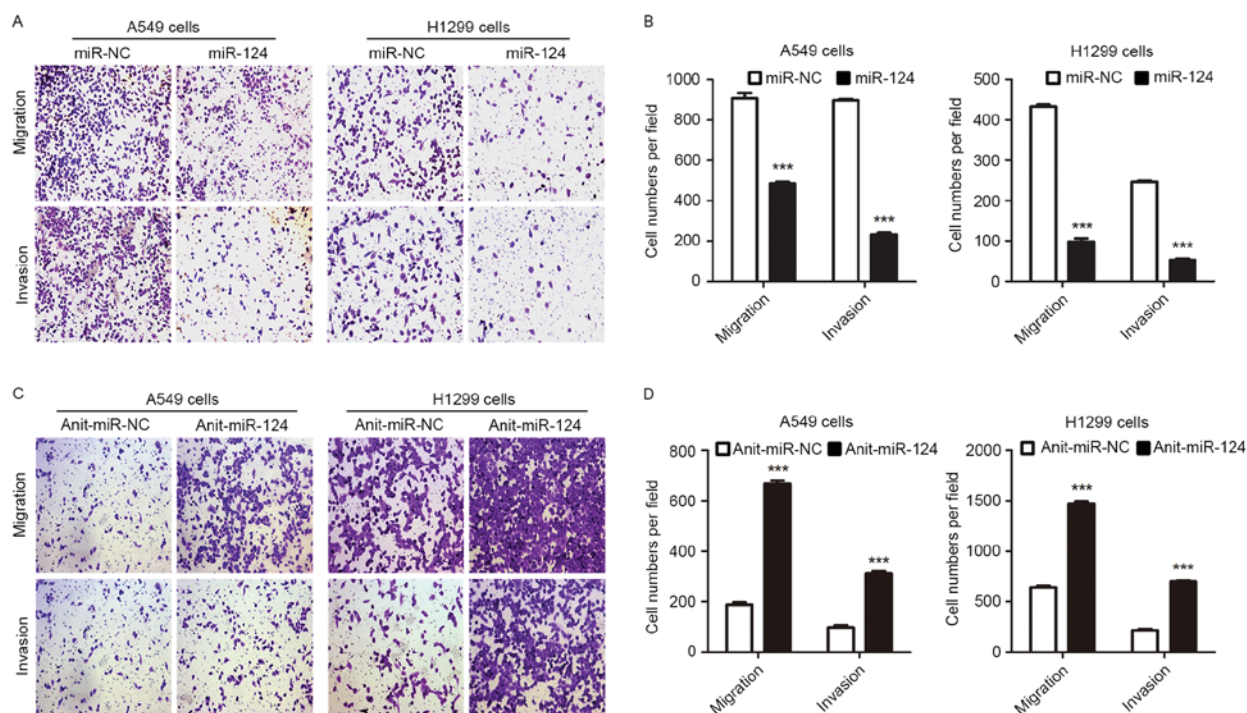 A
A549 cells
H1299 cells
miR-NC
miR-124
miR-NC
miR-124
Migration
Invasion
B
A549 cells
miR-NC
miR-124
Cell numbers per field
1000
800
600
400
200
0
***
***
Migration
Invasion
H1299 cells
miR-NC
miR-124
Cell numbers per field
500
400
300
200
100
0
***
***
Migration
Invasion
C
A549 cells
H1299 cells
Anit-miR-NC
Anit-miR-124
Anit-miR-NC
Anit-miR-124
Migration
Invasion
D
A549 cells
Anit-miR-NC
Anit-miR-124
Cell numbers per field
800
600
400
200
0
***
***
Migration
Invasion
H1299 cells
Anit-miR-NC
Anit-miR-124
Cell numbers per field
2000
1500
1000
500
0
***
***
Migration
Invasion